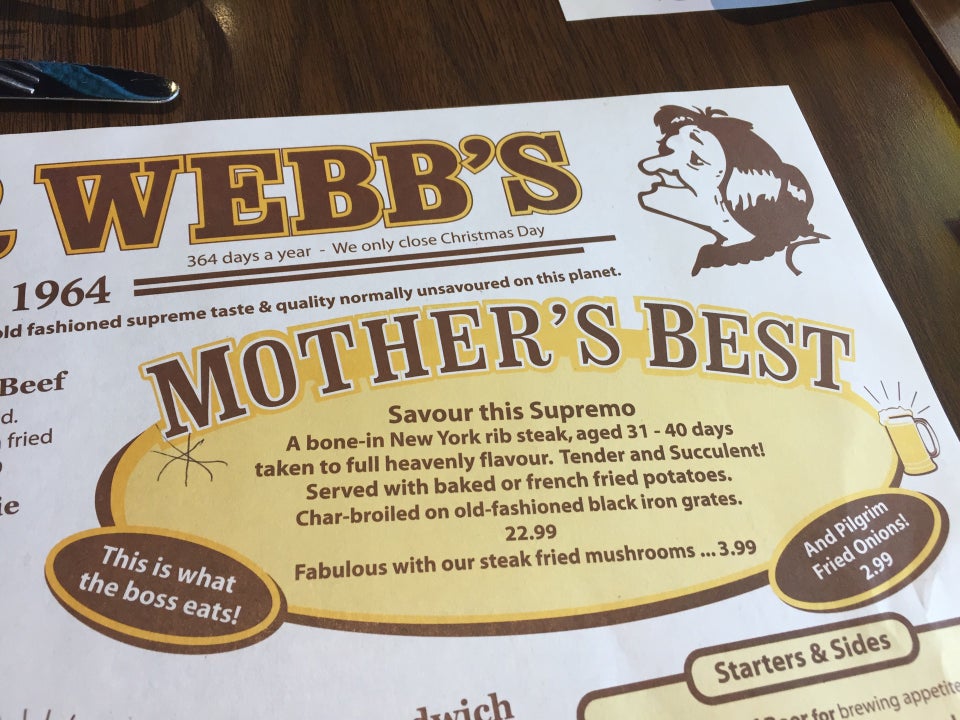 WEBB'S
364 days a year - We only close Christmas Day
1964
old fashioned supreme taste & quality normally unsavoured on this planet.
MOTHER'S BEST
Beef
d.
fried
ie
Savour this Supremo
A bone-in New York rib steak, aged 31 - 40 days
taken to full heavenly flavour. Tender and Succulent!
Served with baked or french fried potatoes.
Char-broiled on old-fashioned black iron grates.
22.99
Fabulous with our steak fried mushrooms ... 3.99
This is what
the boss eats!
And Pilgrim
Fried Onions!
2.99
Starters & Sides
for brewing appetite
dwich